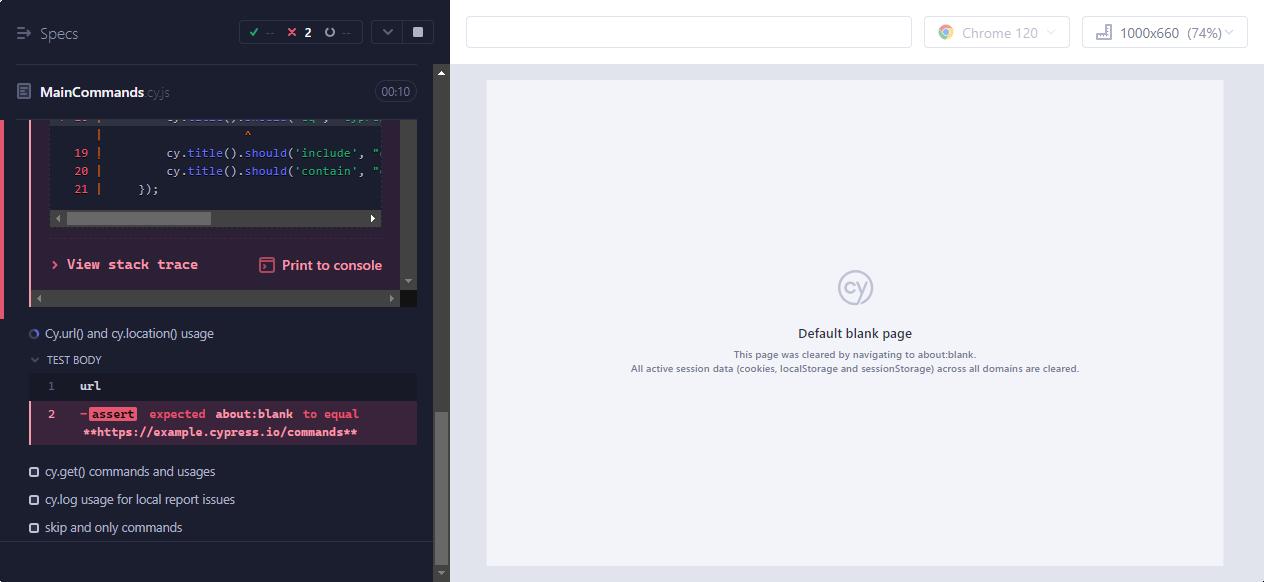 Specs
-- 2 --
Chrome 120
1000x660 (74%)
MainCommands.cy.js
00:10
|
| ^
19 | cy.title().should('include', "
20 | cy.title().should('contain', "
21 | });
> View stack trace
Print to console
Cy.url() and cy.location() usage
TEST BODY
1 url
2 -assert expected about:blank to equal
**https://example.cypress.io/commands**
cy.get() commands and usages
cy.log usage for local report issues
skip and only commands
cy
Default blank page
This page was cleared by navigating to about:blank.
All active session data (cookies, localStorage and sessionStorage) across all domains are cleared.